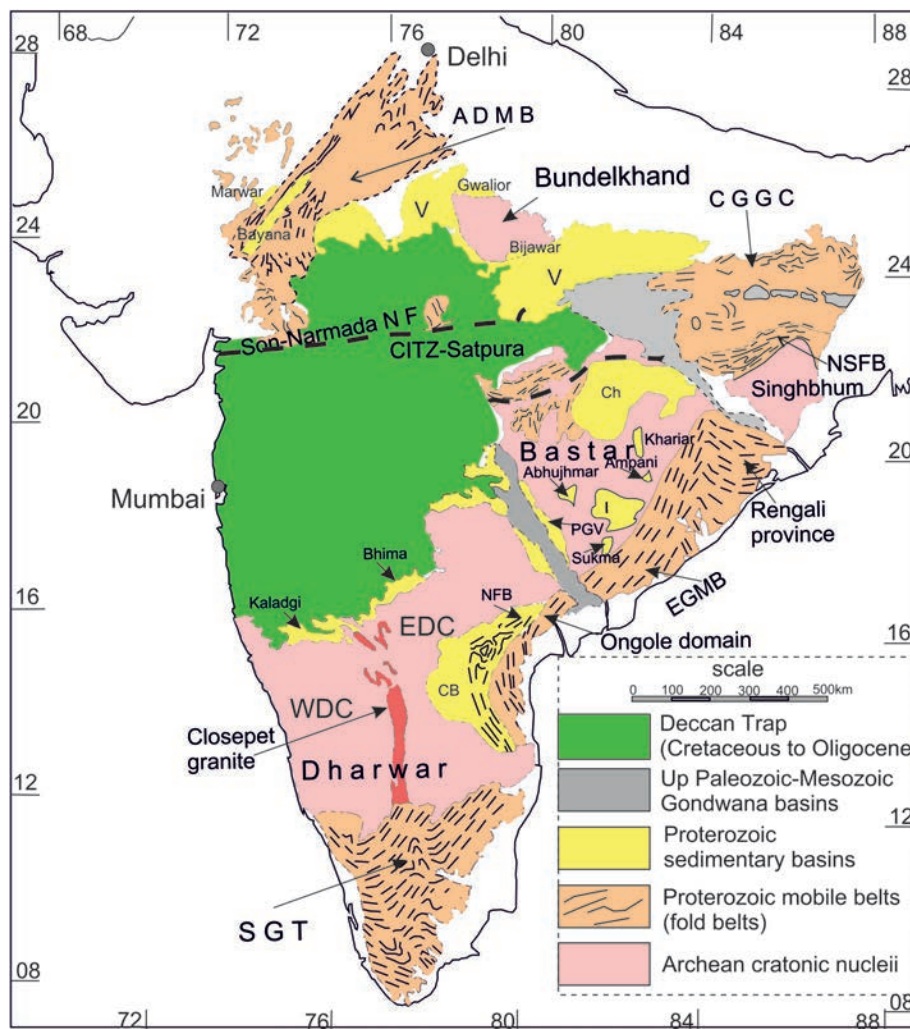 68
72
76
80
84
88
28
Delhi
28
A D M B
Marwar
Gwalior
Bundelkhand
C G G C
24
Bayana
V
Bijawar
24
V
Son-Narmada N F
CITZ-Satpura
NSFB
Singhbhum
Ch
20
Khariar
Bastar
20
Abhujhmar
Ampani
Mumbai
I
Rengali
province
PGV
Sukma
Bhima
EGMB
16
Kaladgi
NFB
16
EDC
Ongole domain
scale
0 100 200 300 400 500km
CB
WDC
Closepet
granite
Deccan Trap
(Cretaceous to Oligocene
Dharwar
Up Paleozoic-Mesozoic
Gondwana basins
12
12
Proterozoic
sedimentary basins
Proterozoic mobile belts
(fold belts)
S G T
Archean cratonic nucleii
08
08
72
76
80
84
88